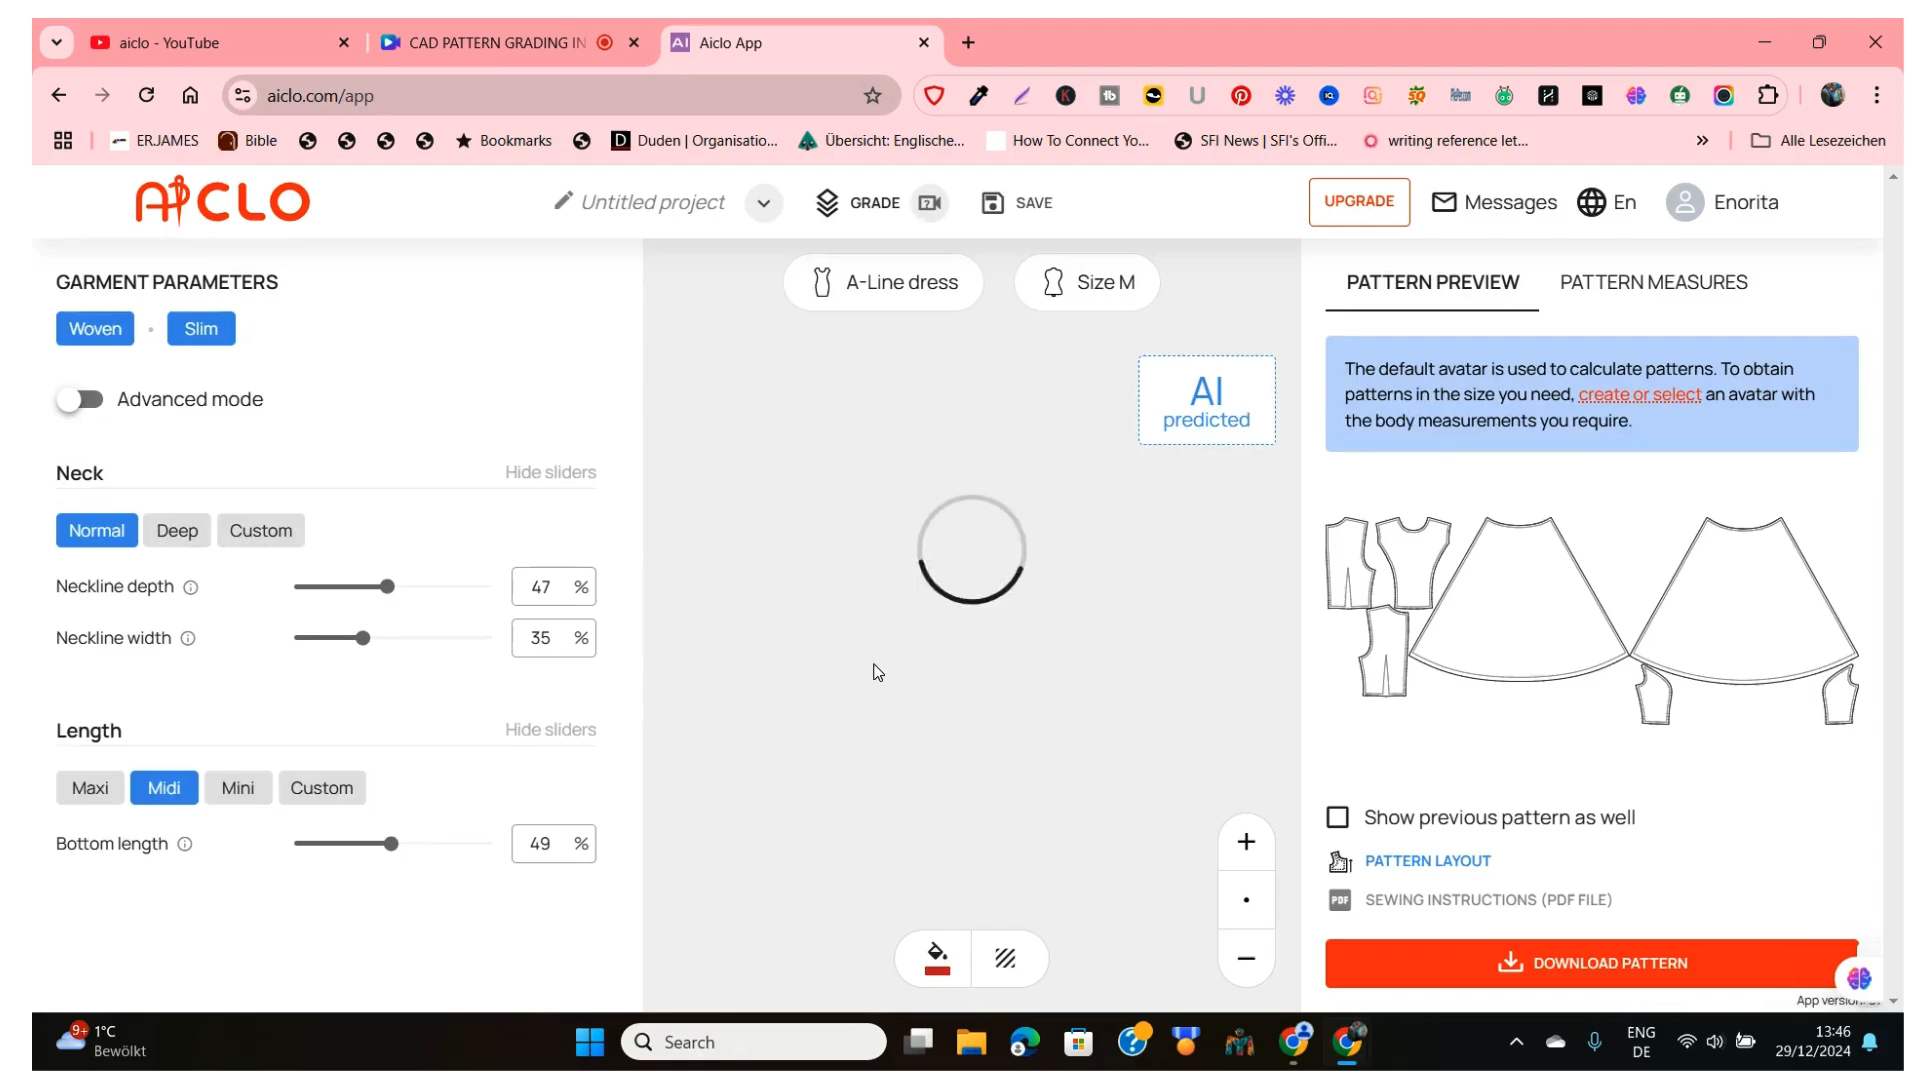 aiclo - YouTube
CAD PATTERN GRADING IN
AI Aiclo App
aiclo.com/app
ER.JAMES
Bible
Bookmarks
D Duden | Organisatio...
Übersicht: Englische...
How To Connect Yo...
SFI News | SFI's Offi...
writing reference let...
Alle Lesezeichen
AICLO
Untitled project
GRADE
SAVE
UPGRADE
Messages
En
Enorita
GARMENT PARAMETERS
Woven
Slim
Advanced mode
Neck
Hide sliders
Normal
Deep
Custom
Neckline depth
47 %
Neckline width
35 %
Length
Hide sliders
Maxi
Midi
Mini
Custom
Bottom length
49 %
A-Line dress
Size M
AI
predicted
PATTERN PREVIEW
PATTERN MEASURES
The default avatar is used to calculate patterns. To obtain
patterns in the size you need, create or select an avatar with
the body measurements you require.
Show previous pattern as well
PATTERN LAYOUT
PDF SEWING INSTRUCTIONS (PDF FILE)
DOWNLOAD PATTERN
9+
1°C
Bewölkt
Search
ENG
DE
13:46
29/12/2024